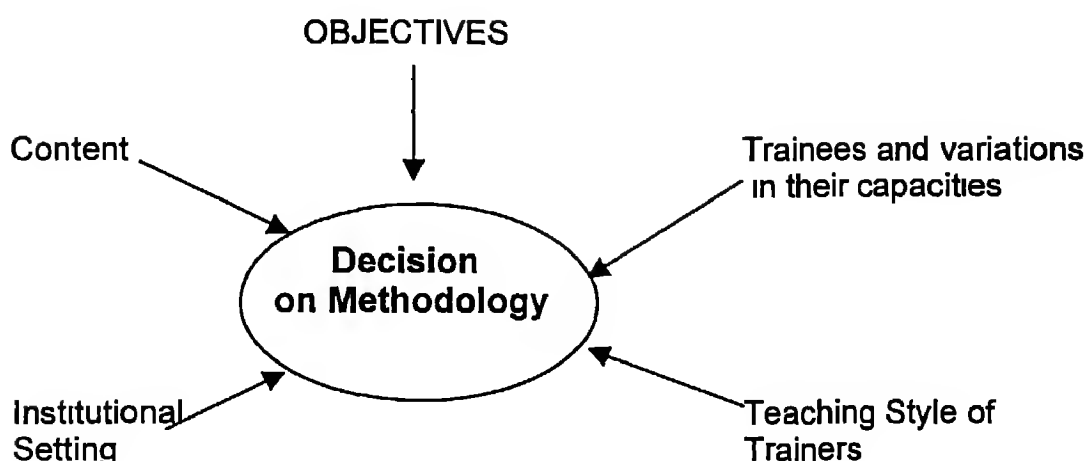 OBJECTIVES
Content
Trainees and variations
in their capacities
Decision
on Methodology
Institutional
Setting
Teaching Style of
Trainers